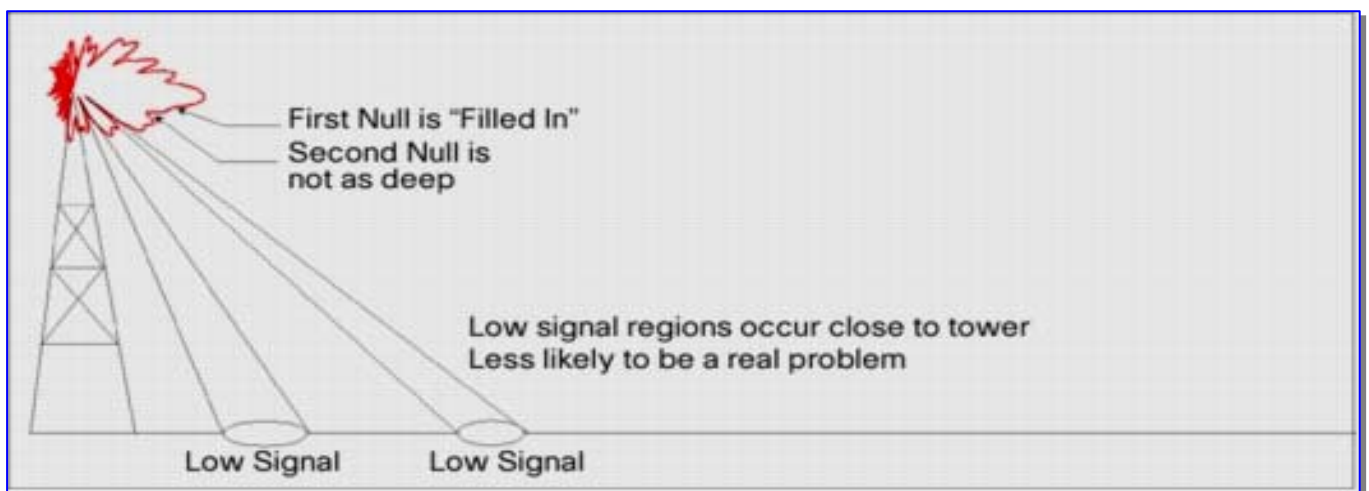 First Null is “Filled In”
Second Null is
not as deep
Low signal regions occur close to tower
Less likely to be a real problem
Low Signal
Low Signal